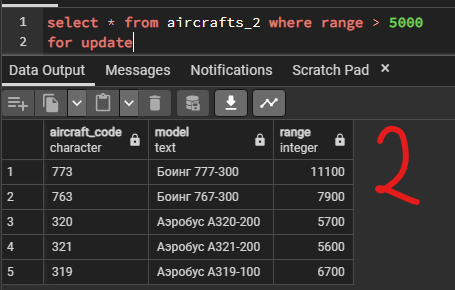 1 select * from aircrafts_2 where range > 5000
2 for update
Data Output Messages Notifications Scratch Pad ×
aircraft_code model range
character text integer
1 773 Боинг 777-300 11100
2 763 Боинг 767-300 7900
3 320 Аэробус A320-200 5700
4 321 Аэробус A321-200 5600
5 319 Аэробус A319-100 6700
2